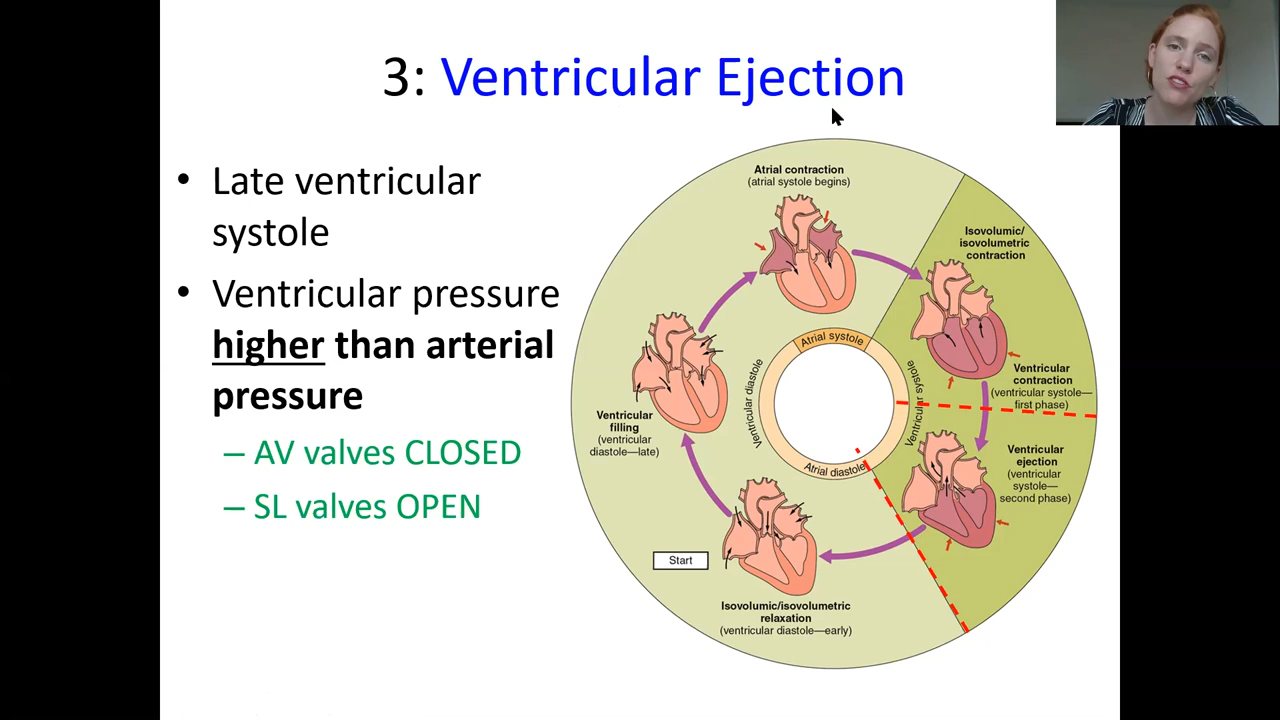 3: Ventricular Ejection
• Late ventricular
systole
• Ventricular pressure
higher than arterial
pressure
– AV valves CLOSED
– SL valves OPEN
Atrial contraction
(atrial systole begins)
Isovolumic/
isovolumetric
contraction
Ventricular
contraction
(ventricular systole—
first phase)
Ventricular
ejection
(ventricular
systole—
second phase)
Isovolumic/isovolumetric
relaxation
(ventricular diastole—early)
Start
Ventricular
filling
(ventricular
diastole—late)
Atrial systole
Ventricular systole
Atrial diastole
Ventricular diastole